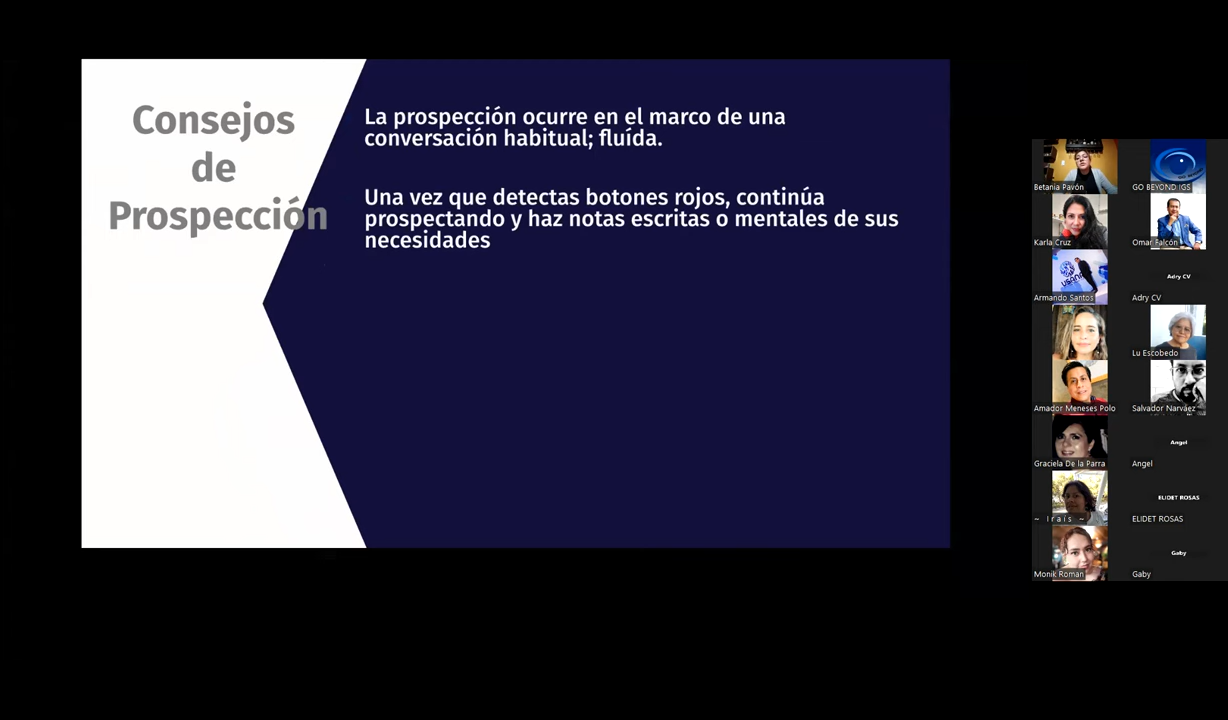 Consejos
de
Prospección
La prospección ocurre en el marco de una
conversación habitual; fluída.
Una vez que detectas botones rojos, continúa
prospectando y haz notas escritas o mentales de sus
necesidades
Betania Pavón
GO BEYOND IGS
Karla Cruz
Omar Falcón
USANA
Armando Santos
Adry CV
Adry CV
Lu Escobedo
Amador Meneses Polo
Salvador Narváez
Graciela De la Parra
Angel
Angel
~ I r a í s ~
ELIDET ROSAS
ELIDET ROSAS
Monik Roman
Gaby
Gaby